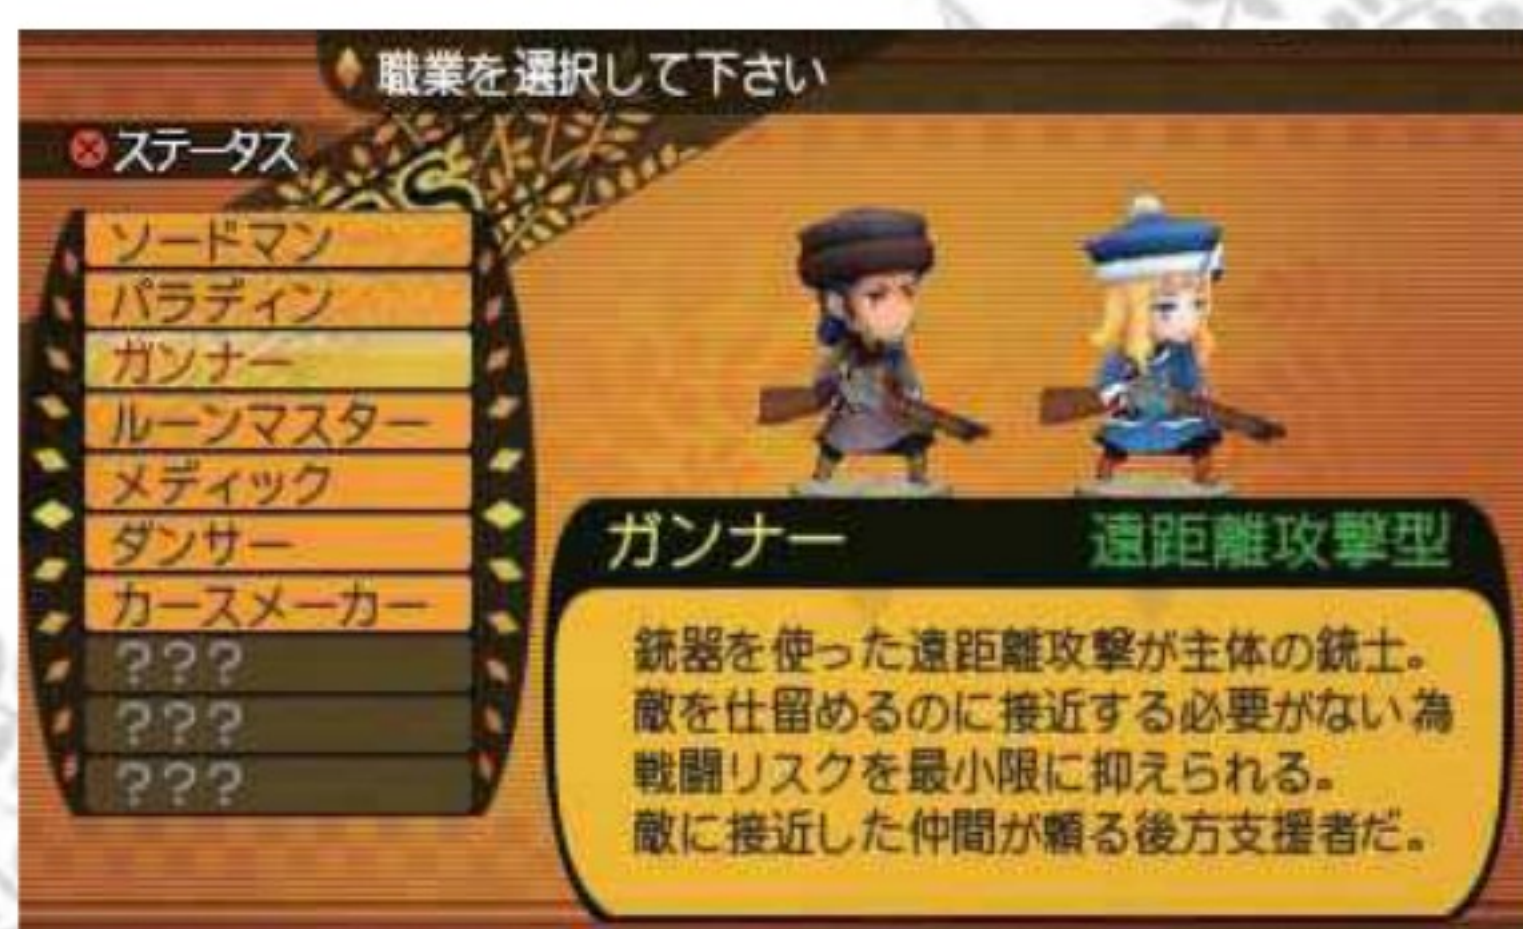 職業を選択して下さい
ステータス
ソードマン
パラディン
ガンナー
ルーンマスター
メディック
ダンサー
カースメーカー
???
???
???
ガンナー 遠距離攻撃型
銃器を使った遠距離攻撃が主体の銃士。
敵を仕留めるのに接近する必要がない為
戦闘リスクを最小限に抑えられる。
敵に接近した仲間が頼る後方支援者だ。